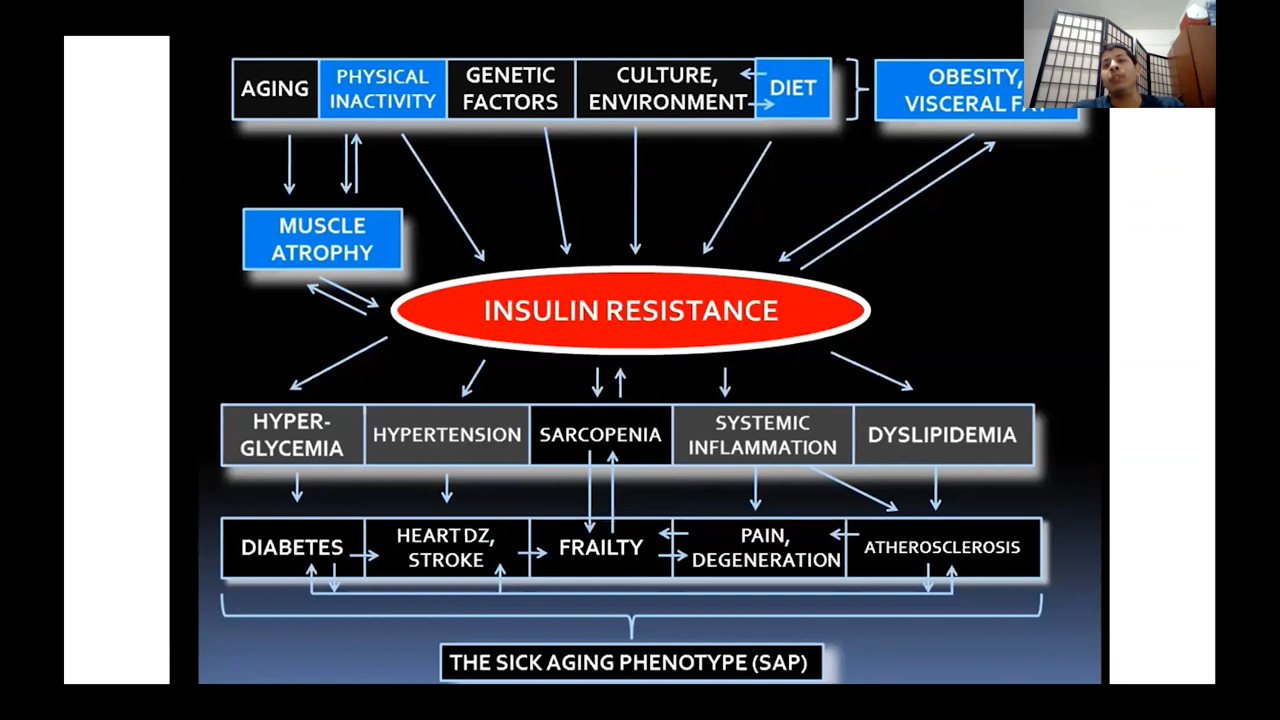 AGING
PHYSICAL
INACTIVITY
GENETIC
FACTORS
CULTURE,
ENVIRONMENT
DIET
OBESITY,
VISCERAL
MUSCLE
ATROPHY
INSULIN RESISTANCE
HYPER-
GLYCEMIA
HYPERTENSION
SARCOPENIA
SYSTEMIC
INFLAMMATION
DYSLIPIDEMIA
DIABETES
HEART DZ,
STROKE
FRAILTY
PAIN,
DEGENERATION
ATHEROSCLEROSIS
THE SICK AGING PHENOTYPE (SAP)